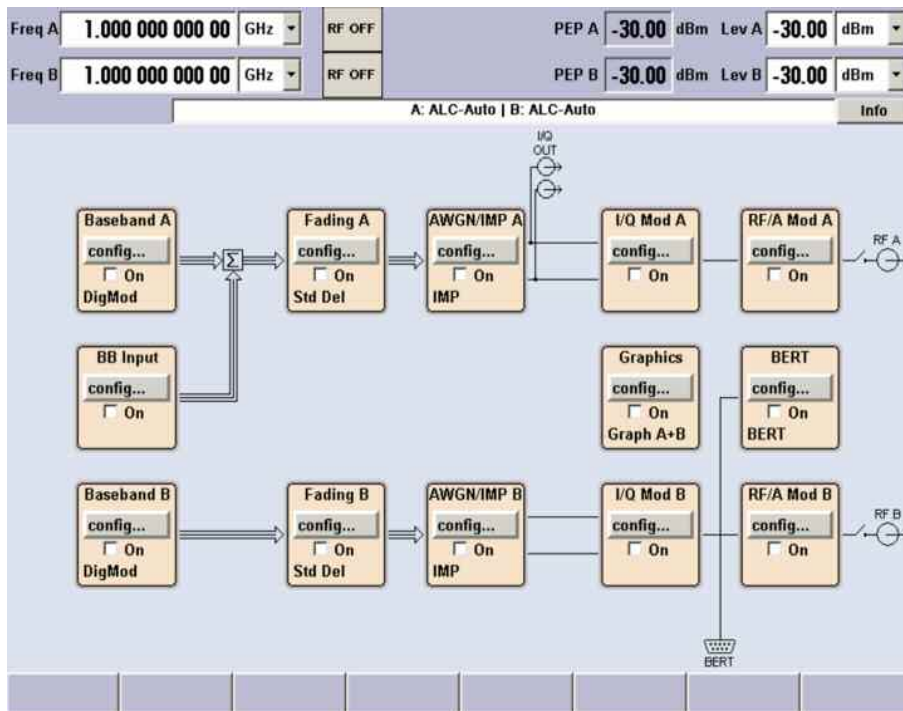 Freq A 1.000 000 000 00 GHz RF OFF PEP A -30.00 dBm Lev A -30.00 dBm
Freq B 1.000 000 000 00 GHz RF OFF PEP B -30.00 dBm Lev B -30.00 dBm
A: ALC-Auto | B: ALC-Auto Info
I/Q
OUT
Baseband A Fading A AWGN/IMP A I/Q Mod A RF/A Mod A
config... config... config... config... config... RF A
Σ
On On On On On
DigMod Std Del IMP
BB Input Graphics BERT
config... config... config...
On On On
Graph A+B BERT
Baseband B Fading B AWGN/IMP B I/Q Mod B RF/A Mod B
config... config... config... config... config... RF B
On On On On On
DigMod Std Del IMP
BERT